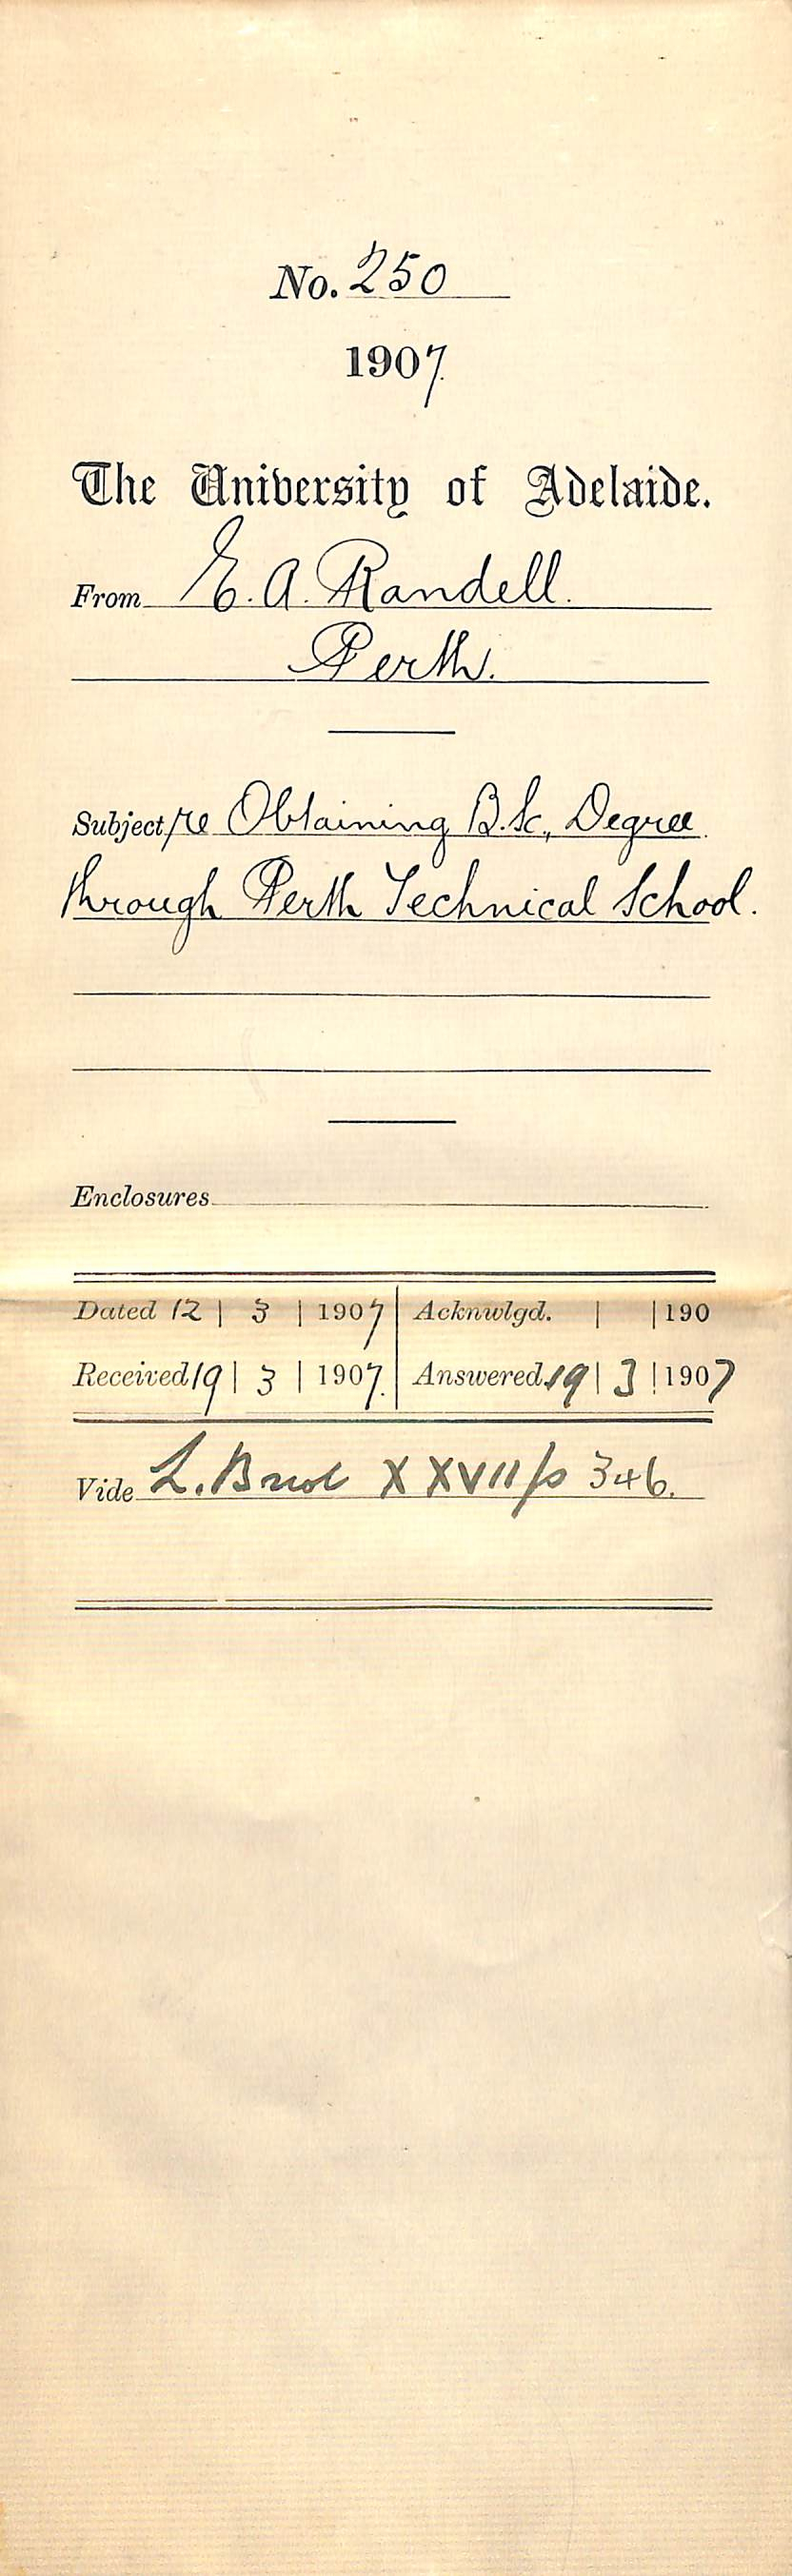 No. 250
1907
The University of Adelaide.
From E. A. Randell.
Perth.
Subject re Obtaining B.Sc. Degree
through Perth Technical School.
Enclosures
Dated 12 | 3 | 1907 Acknwlgd. | | 190
Received 19 | 3 | 1907 Answered 19 | 3 | 1907
Vide L. Book XXVII p 346.